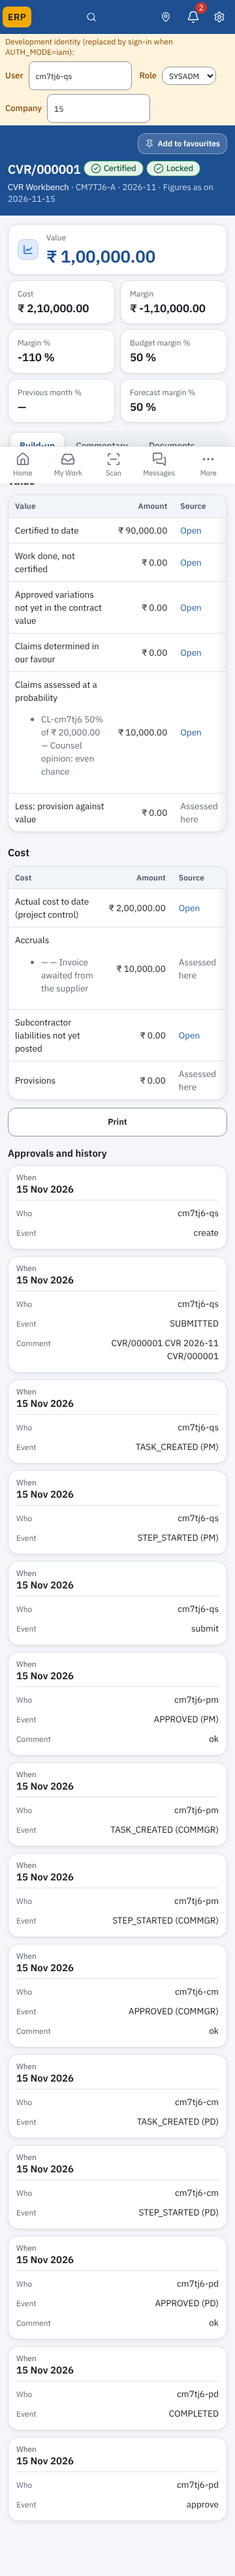 ERP
2
Development identity (replaced by sign-in when
AUTH_MODE=iam):
User cm7tj6-qs Role SYSADM
Company 15
Add to favourites
CVR/000001 Certified Locked
CVR Workbench · CM7TJ6-A · 2026-11 · Figures as on
2026-11-15
Value
₹ 1,00,000.00
Cost
₹ 2,10,000.00
Margin
₹ -1,10,000.00
Margin %
-110 %
Budget margin %
50 %
Previous month %
—
Forecast margin %
50 %
Build-up Commentary Documents
Home My Work Scan Messages More
Value
Value Amount Source
Certified to date ₹ 90,000.00 Open
Work done, not
certified ₹ 0.00 Open
Approved variations
not yet in the contract
value ₹ 0.00 Open
Claims determined in
our favour ₹ 0.00 Open
Claims assessed at a
probability
• CL-cm7tj6 50%
of ₹ 20,000.00
— Counsel
opinion: even
chance ₹ 10,000.00 Open
Less: provision against
value ₹ 0.00 Assessed
here
Cost
Cost Amount Source
Actual cost to date
(project control) ₹ 2,00,000.00 Open
Accruals
• — — Invoice
awaited from
the supplier ₹ 10,000.00 Assessed
here
Subcontractor
liabilities not yet
posted ₹ 0.00 Open
Provisions ₹ 0.00 Assessed
here
Print
Approvals and history
When
15 Nov 2026
Who cm7tj6-qs
Event create
When
15 Nov 2026
Who cm7tj6-qs
Event SUBMITTED
Comment CVR/000001 CVR 2026-11
CVR/000001
When
15 Nov 2026
Who cm7tj6-qs
Event TASK_CREATED (PM)
When
15 Nov 2026
Who cm7tj6-qs
Event STEP_STARTED (PM)
When
15 Nov 2026
Who cm7tj6-qs
Event submit
When
15 Nov 2026
Who cm7tj6-pm
Event APPROVED (PM)
Comment ok
When
15 Nov 2026
Who cm7tj6-pm
Event TASK_CREATED (COMMGR)
When
15 Nov 2026
Who cm7tj6-pm
Event STEP_STARTED (COMMGR)
When
15 Nov 2026
Who cm7tj6-cm
Event APPROVED (COMMGR)
Comment ok
When
15 Nov 2026
Who cm7tj6-cm
Event TASK_CREATED (PD)
When
15 Nov 2026
Who cm7tj6-cm
Event STEP_STARTED (PD)
When
15 Nov 2026
Who cm7tj6-pd
Event APPROVED (PD)
Comment ok
When
15 Nov 2026
Who cm7tj6-pd
Event COMPLETED
When
15 Nov 2026
Who cm7tj6-pd
Event approve